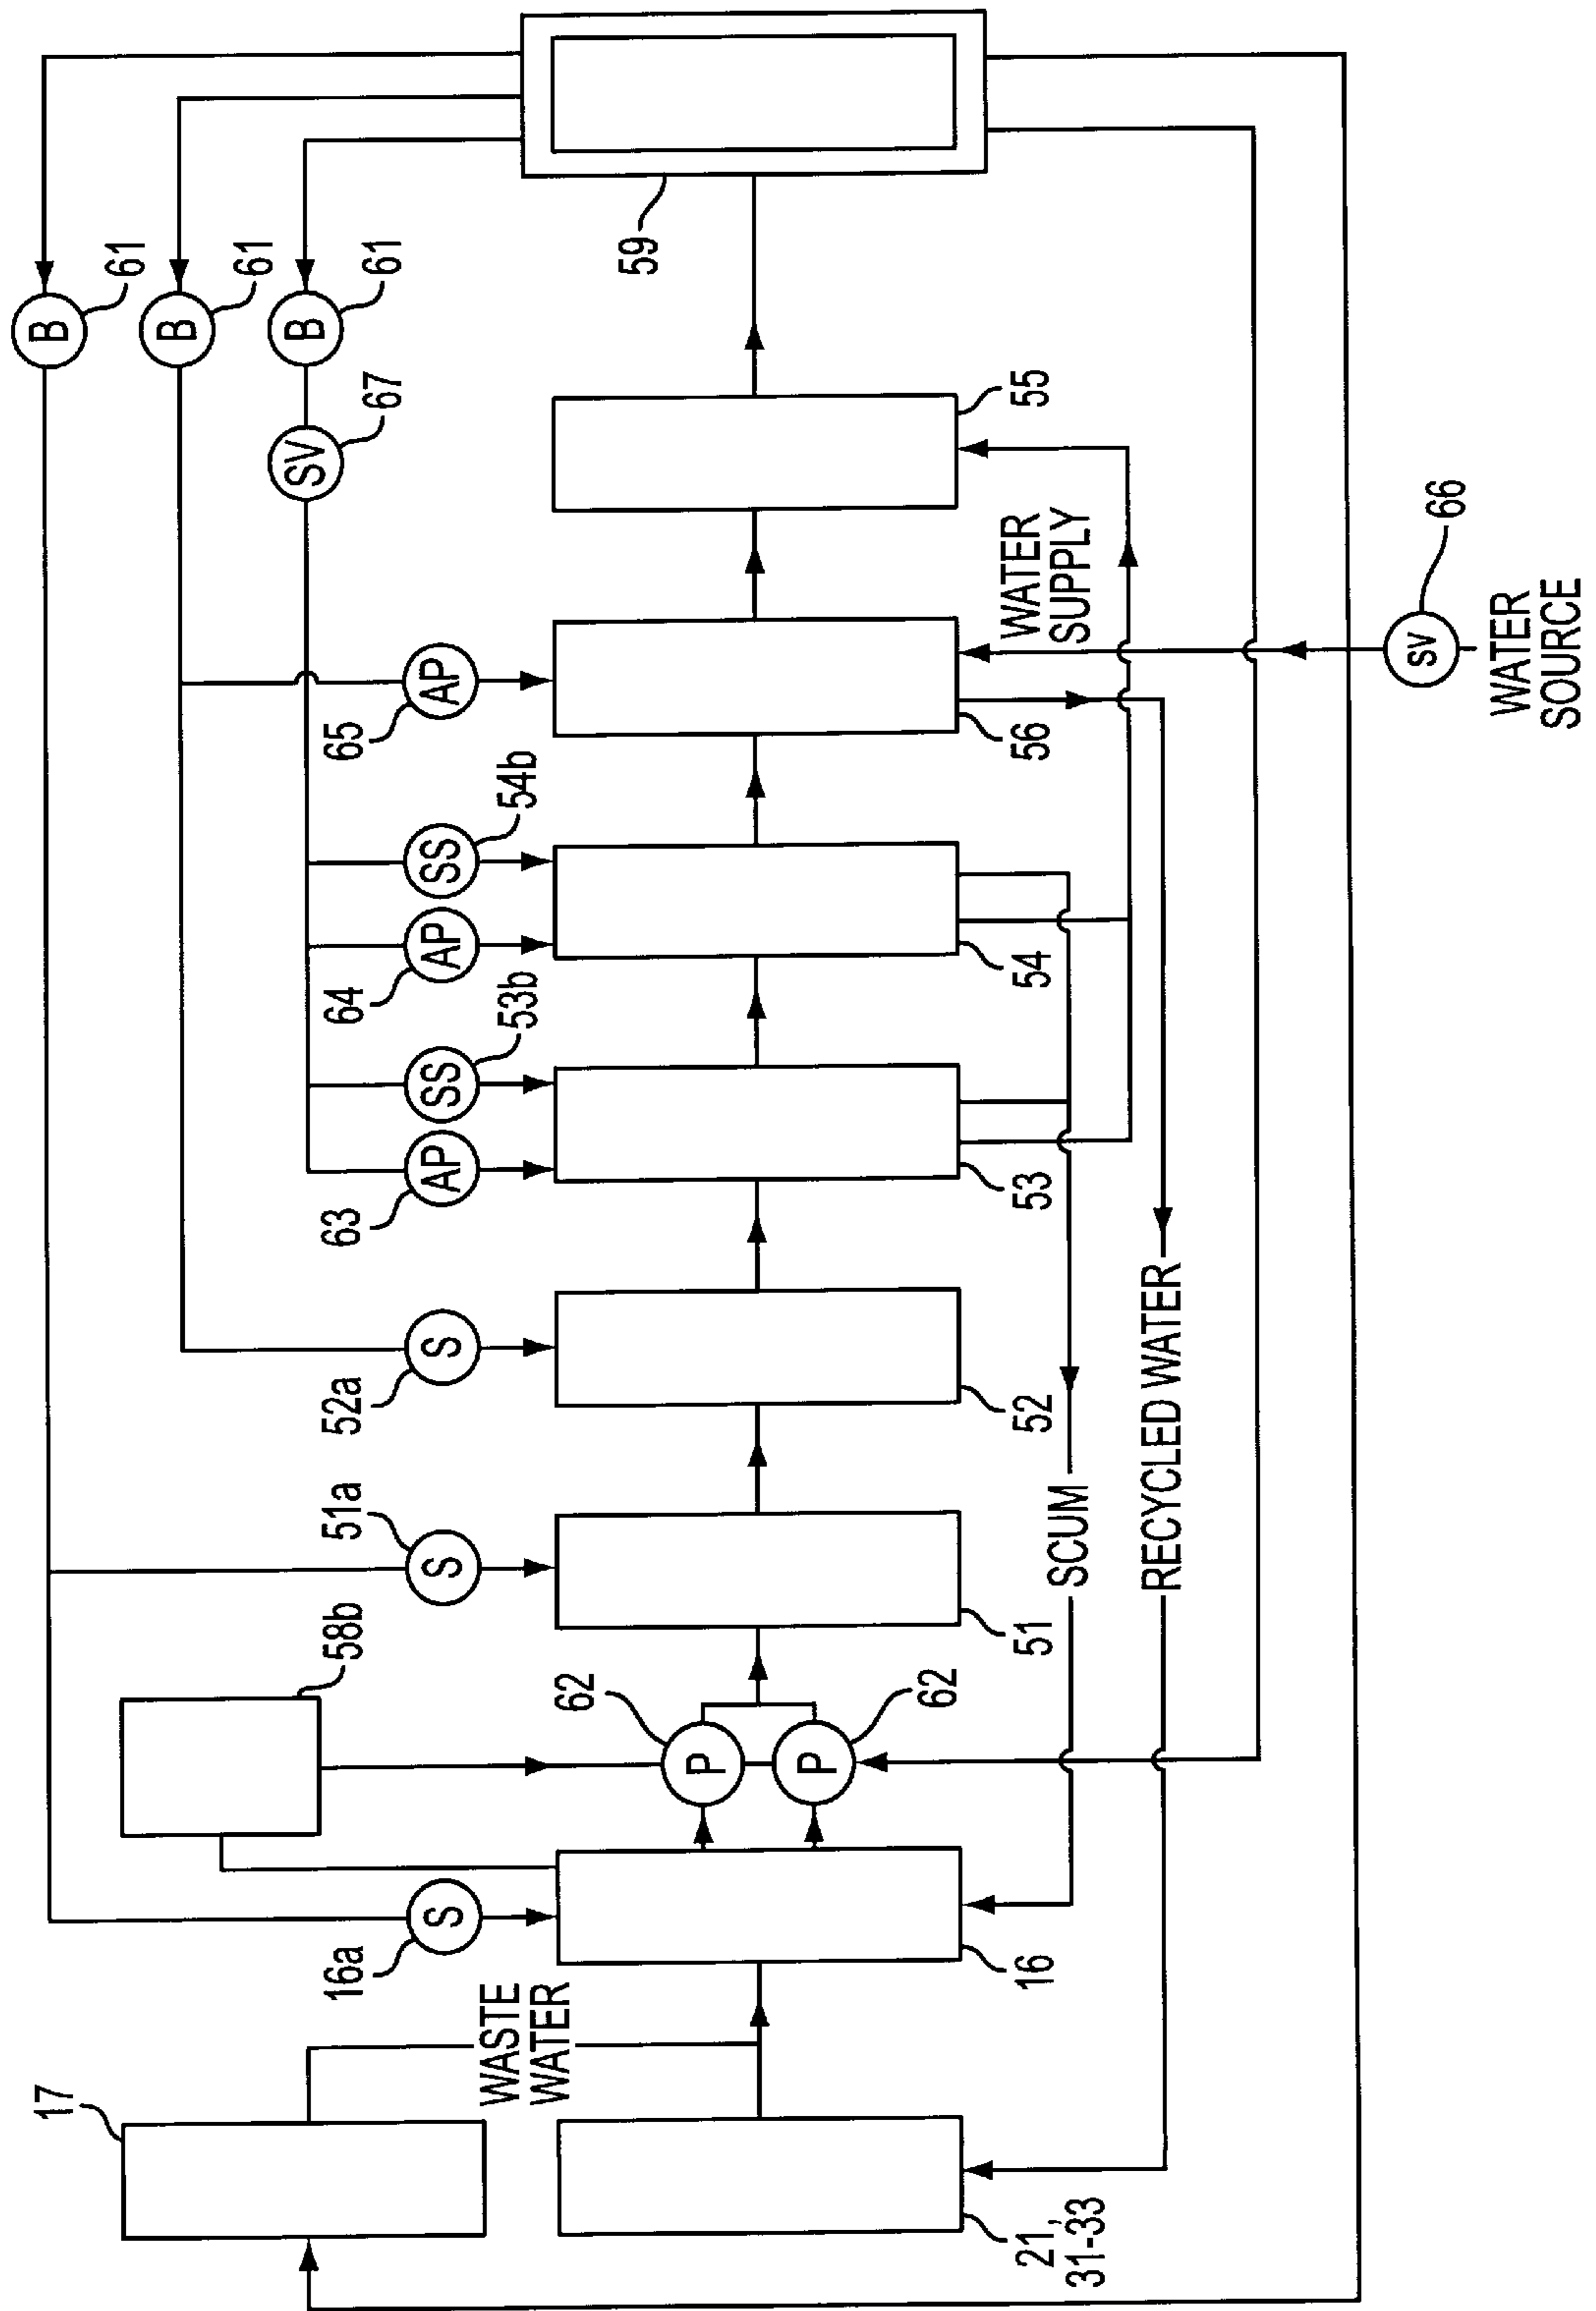 B
61
B
61
B
61
SV
67
59
AP
65
SS
54b
AP
64
SS
53b
AP
63
S
52a
S
51a
58b
S
16a
17
55
WATER
SUPPLY
56
54
53
52
51
62
P
P
62
16
WASTE
WATER
21,
31-33
SCUM
RECYCLED WATER
66
SV
WATER
SOURCE